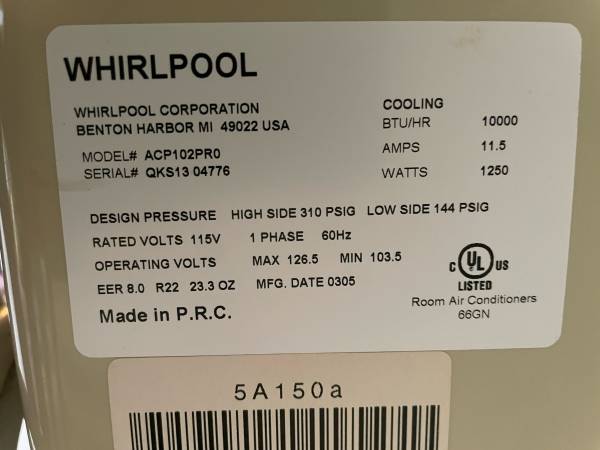 WHIRLPOOL
WHIRLPOOL CORPORATION
BENTON HARBOR MI 49022 USA
MODEL# ACP102PR0
SERIAL# QKS13 04776
COOLING
BTU/HR 10000
AMPS 11.5
WATTS 1250
DESIGN PRESSURE HIGH SIDE 310 PSIG LOW SIDE 144 PSIG
RATED VOLTS 115V 1 PHASE 60Hz
OPERATING VOLTS MAX 126.5 MIN 103.5
EER 8.0 R22 23.3 OZ MFG. DATE 0305
Made in P.R.C.
C UL US
LISTED
Room Air Conditioners
66GN
5A150a